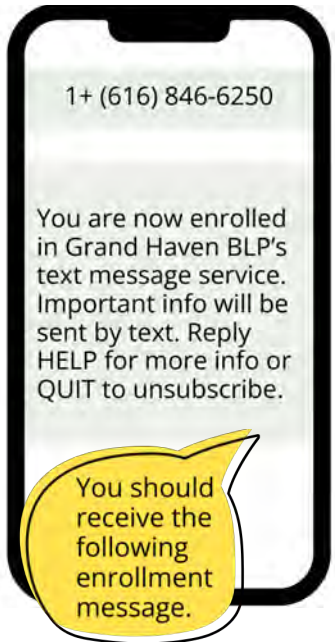 1+ (616) 846-6250
You are now enrolled
in Grand Haven BLP’s
text message service.
Important info will be
sent by text. Reply
HELP for more info or
QUIT to unsubscribe.
You should
receive the
following
enrollment
message.